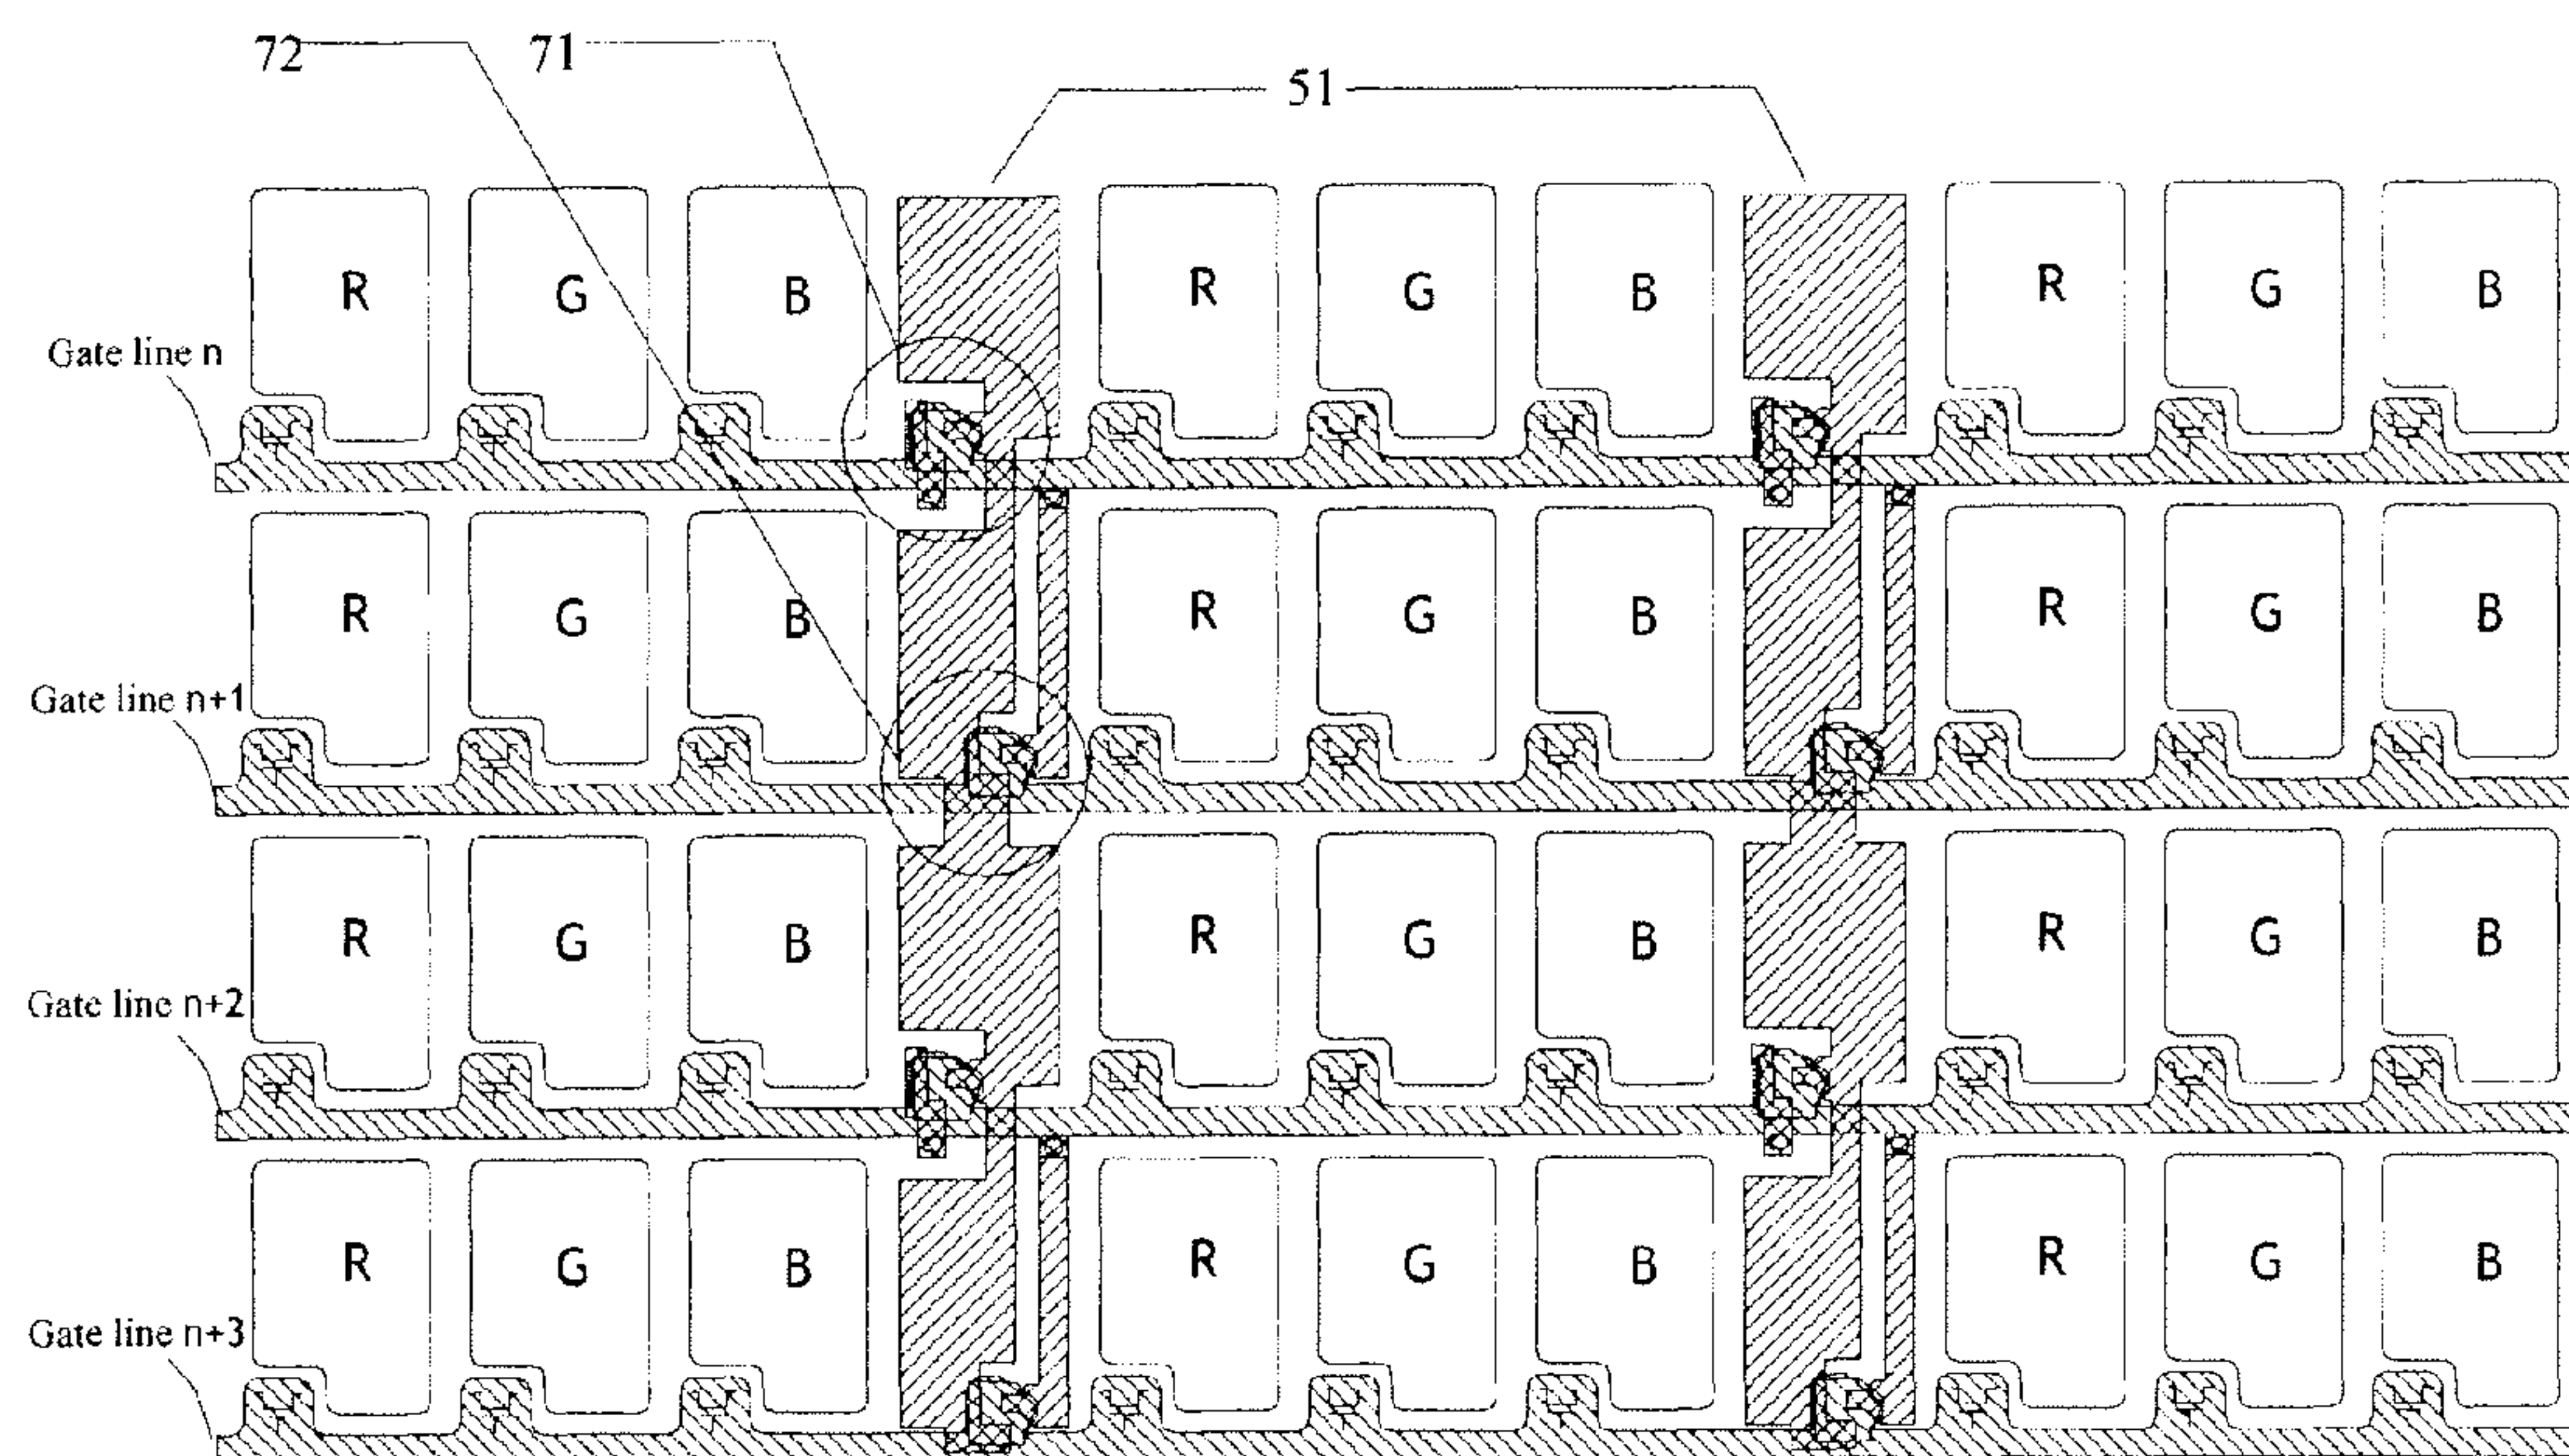 72 71 51
R G B R G B R G B
Gate line n
R G B R G B R G B
Gate line n+1
R G B R G B R G B
Gate line n+2
R G B R G B R G B
Gate line n+3